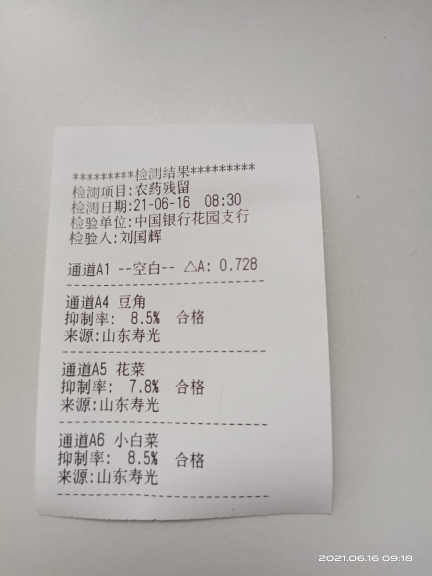 *********检测结果*********
检测项目:农药残留
检测日期:21-06-16  08:30
检验单位:中国银行花园支行
检验人:刘国辉
通道A1 --空白-- △A: 0.728
--------------------------
通道A4 豆角
抑制率:  8.5%  合格
来源:山东寿光
--------------------------
通道A5 花菜
抑制率:  7.8%  合格
来源:山东寿光
--------------------------
通道A6 小白菜
抑制率:  8.5%  合格
来源:山东寿光
--------------------------
2021.06.16 09:18